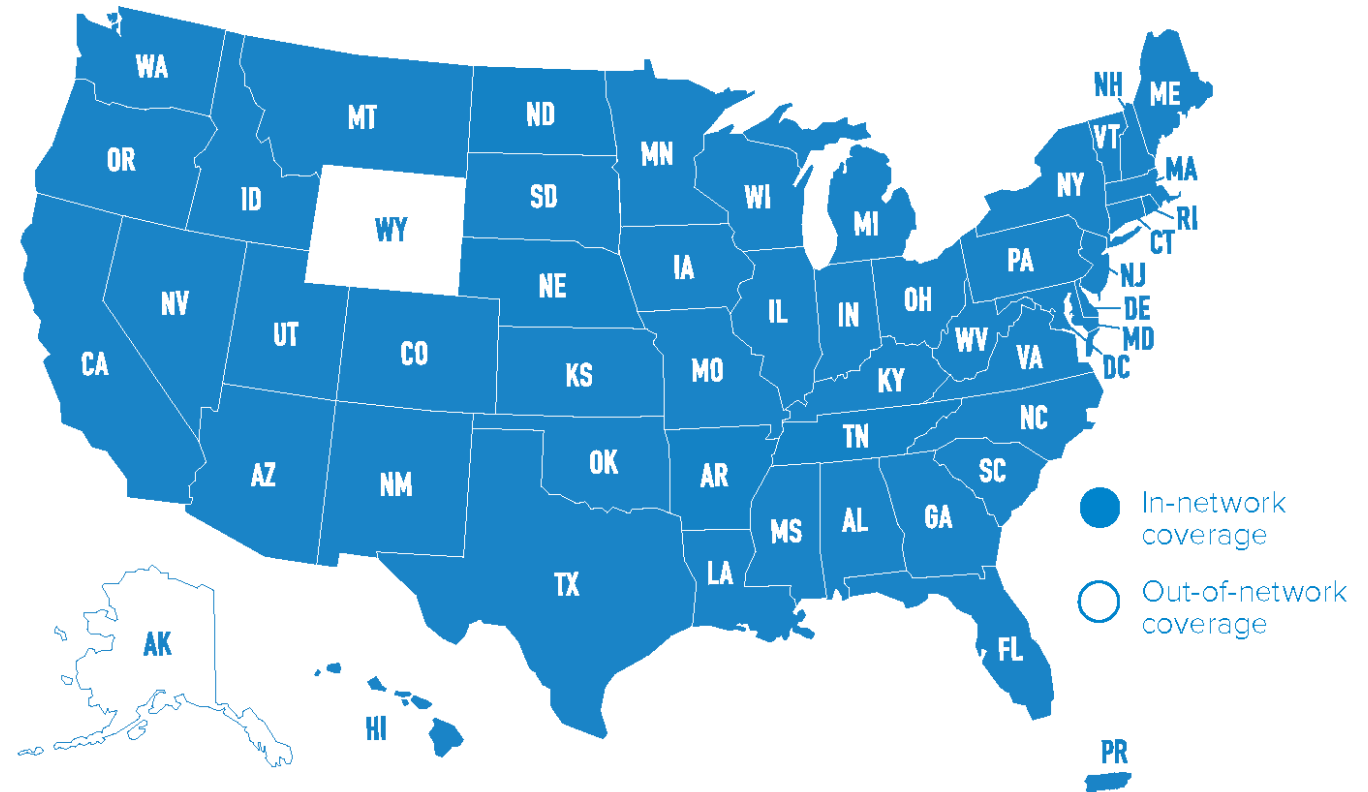 WA
MT
ND
MN
OR
ID
WY
SD
WI
MI
NH
ME
VT
NY
MA
RI
CT
NV
UT
CO
NE
IA
IL
IN
OH
PA
NJ
DE
MD
DC
CA
KS
MO
KY
WV
VA
AZ
NM
OK
AR
TN
NC
SC
TX
LA
MS
AL
GA
FL
AK
HI
PR
In-network
coverage
Out-of-network
coverage